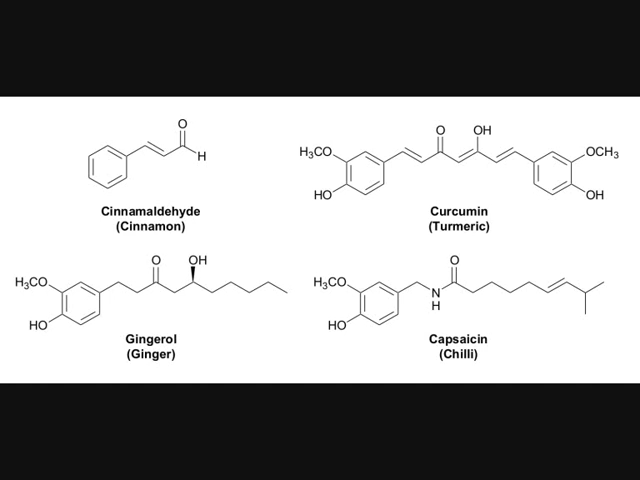 O
H
Cinnamaldehyde
(Cinnamon)
O
OH
H₃CO
OCH₃
HO
OH
Curcumin
(Turmeric)
O
OH
H₃CO
HO
Gingerol
(Ginger)
O
H₃CO
N
H
HO
Capsaicin
(Chilli)